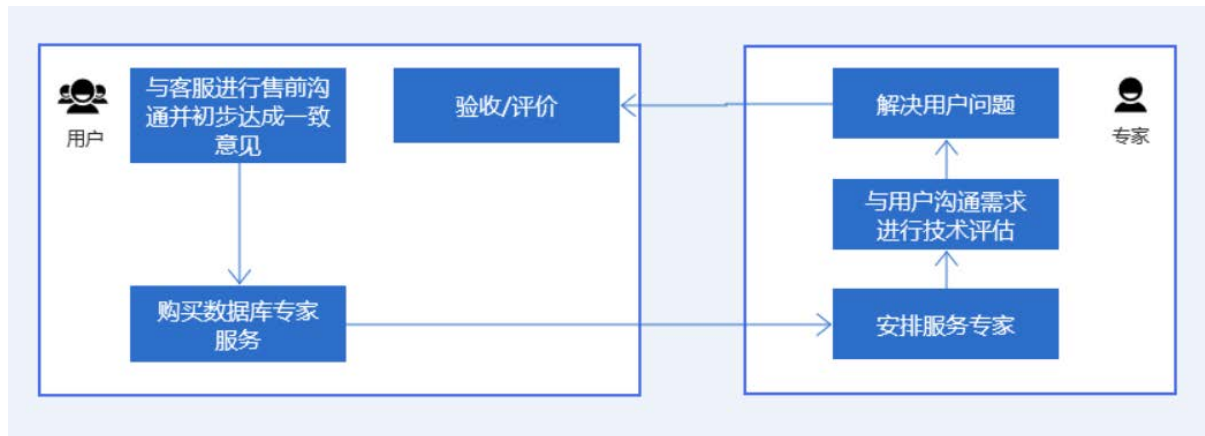 用户
与客服进行售前沟
通并初步达成一致
意见
验收/评价
购买数据库专家
服务
解决用户问题
专家
与用户沟通需求
进行技术评估
安排服务专家